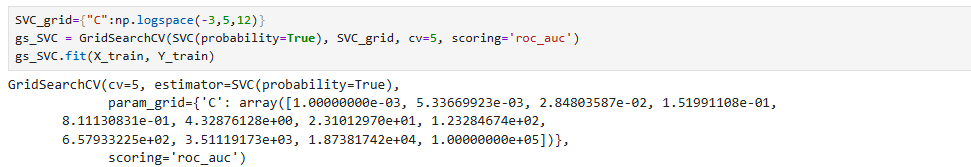 SVC_grid={"C":np.logspace(-3,5,12)}
gs_SVC = GridSearchCV(SVC(probability=True), SVC_grid, cv=5, scoring='roc_auc')
gs_SVC.fit(X_train, Y_train)
GridSearchCV(cv=5, estimator=SVC(probability=True),
             param_grid={'C': array([1.00000000e-03, 5.33669923e-03, 2.84803587e-02, 1.51991108e-01,
       8.11130831e-01, 4.32876128e+00, 2.31012970e+01, 1.23284674e+02,
       6.57933225e+02, 3.51119173e+03, 1.87381742e+04, 1.00000000e+05])},
             scoring='roc_auc')